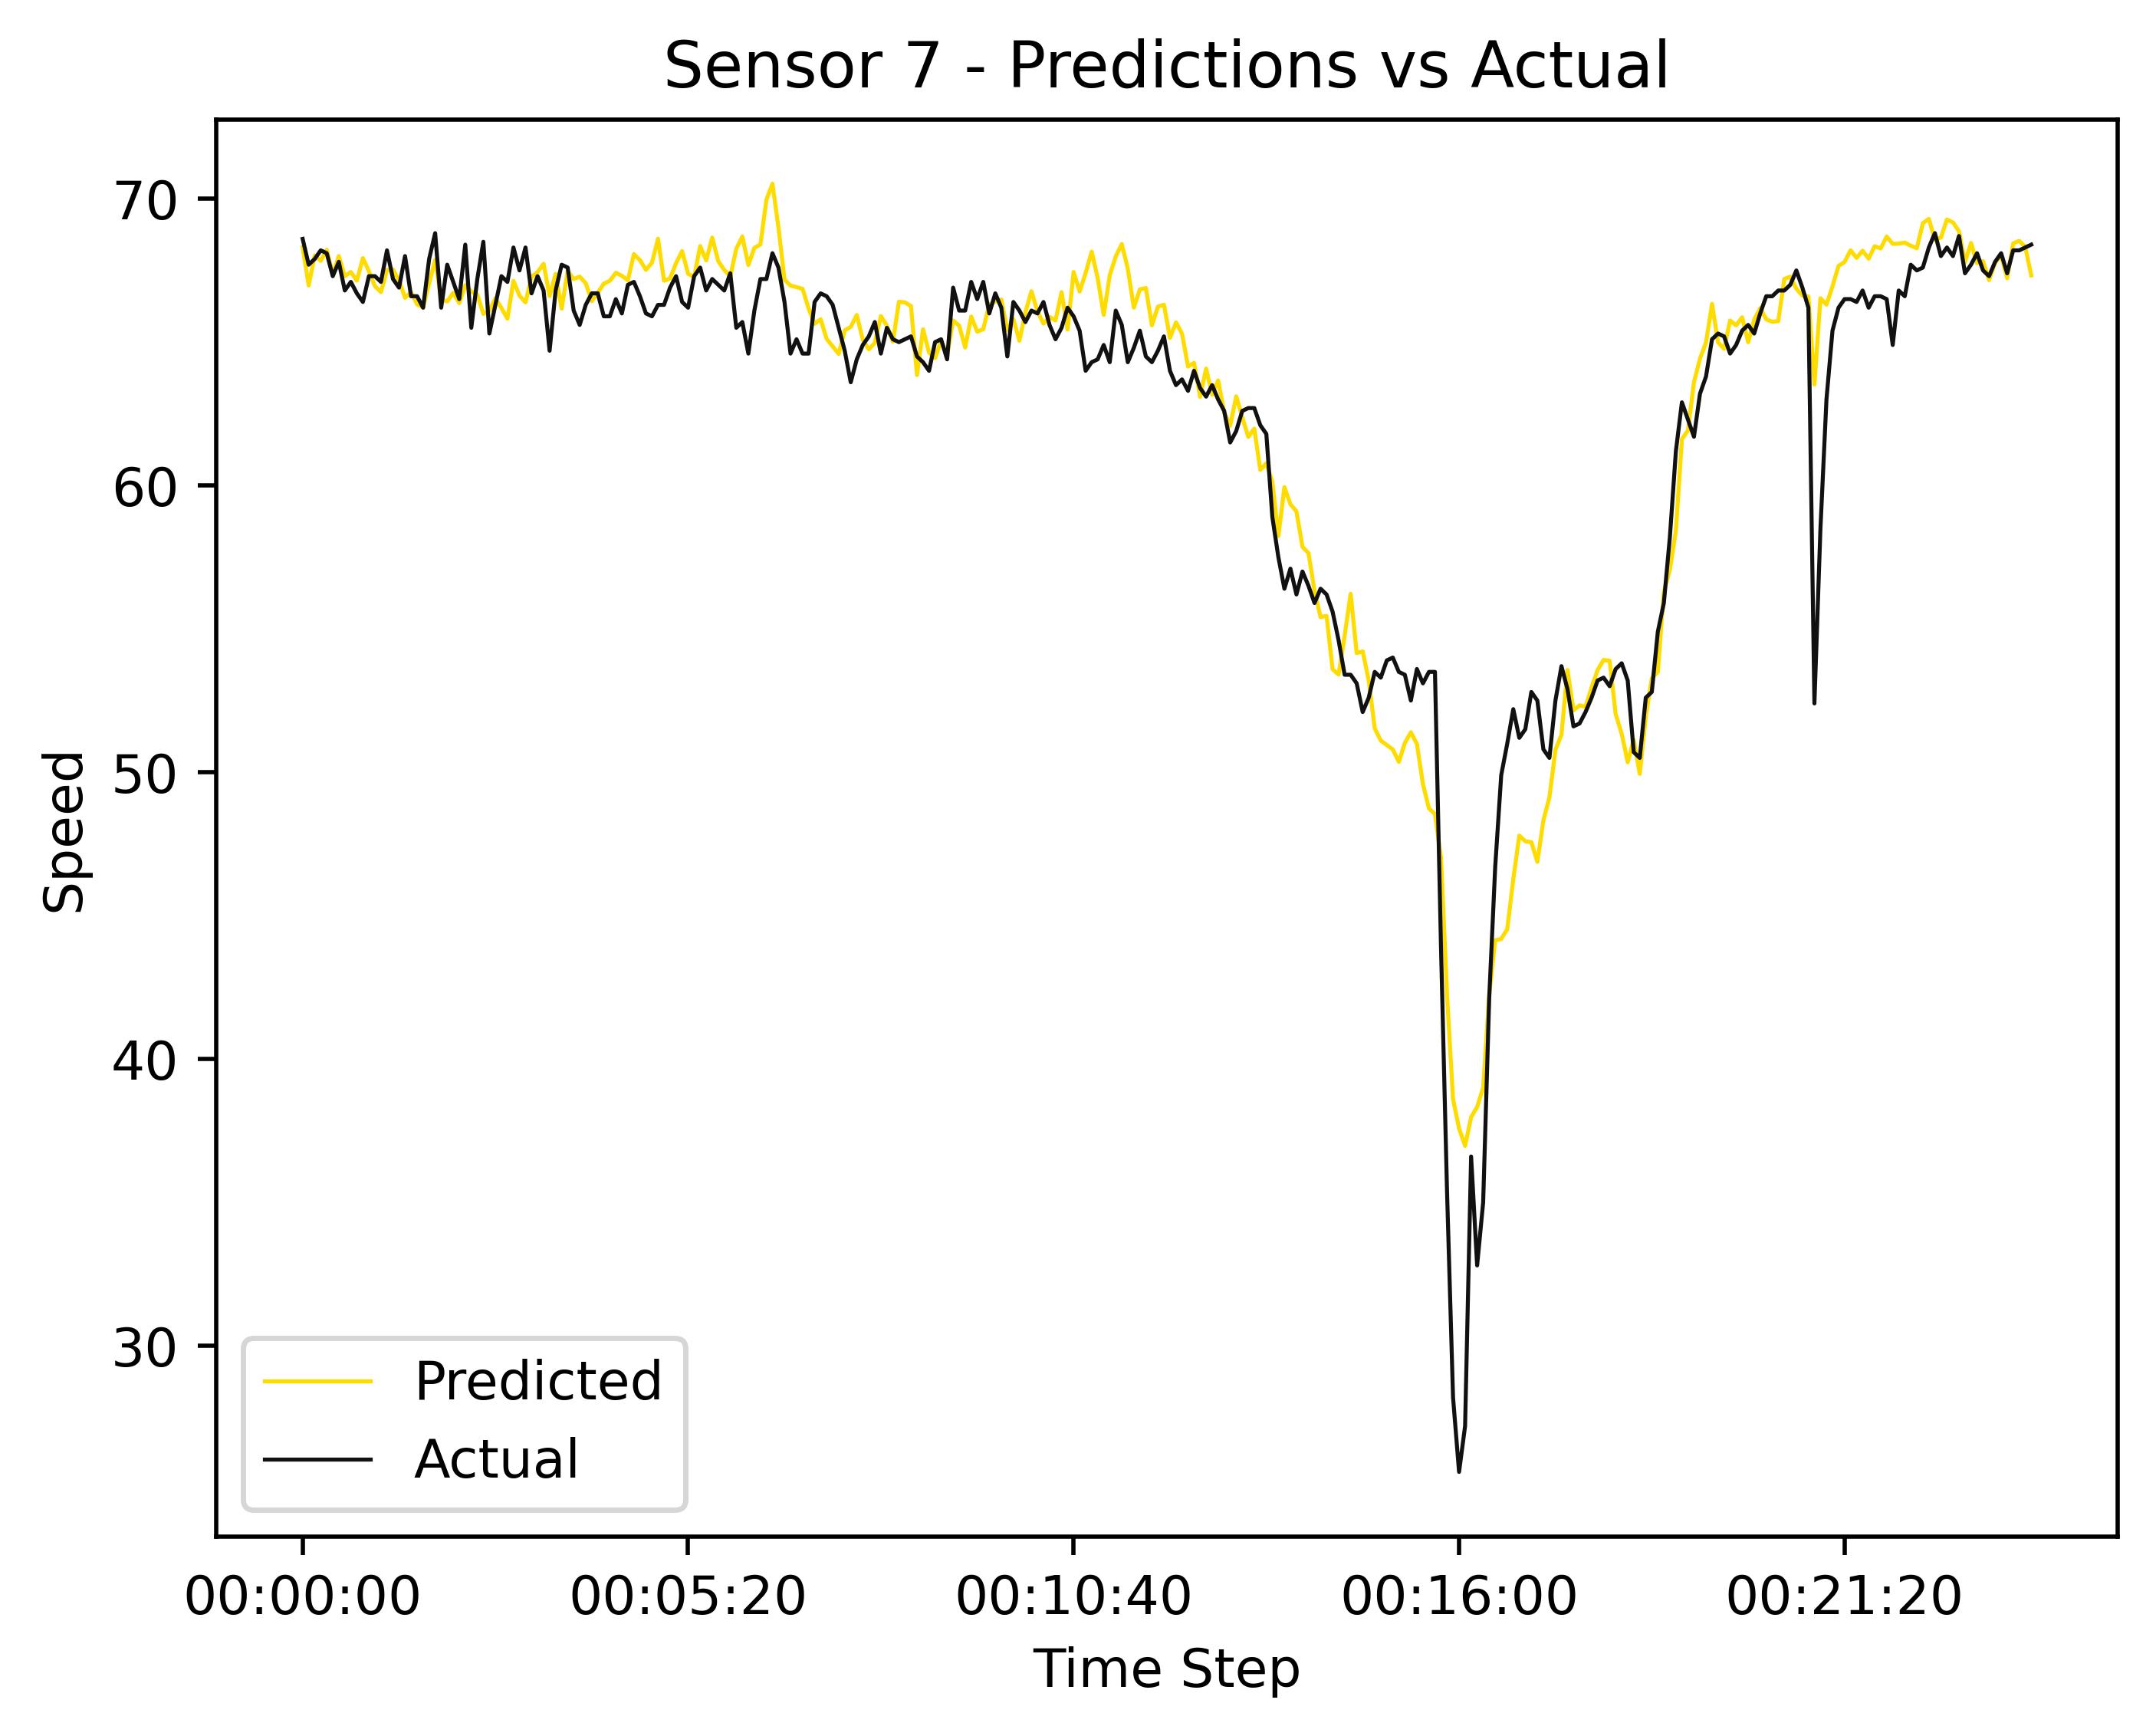 Sensor 7 - Predictions vs Actual
70
60
50
40
30
Speed
Predicted
Actual
00:00:00 00:05:20 00:10:40 00:16:00 00:21:20
Time Step